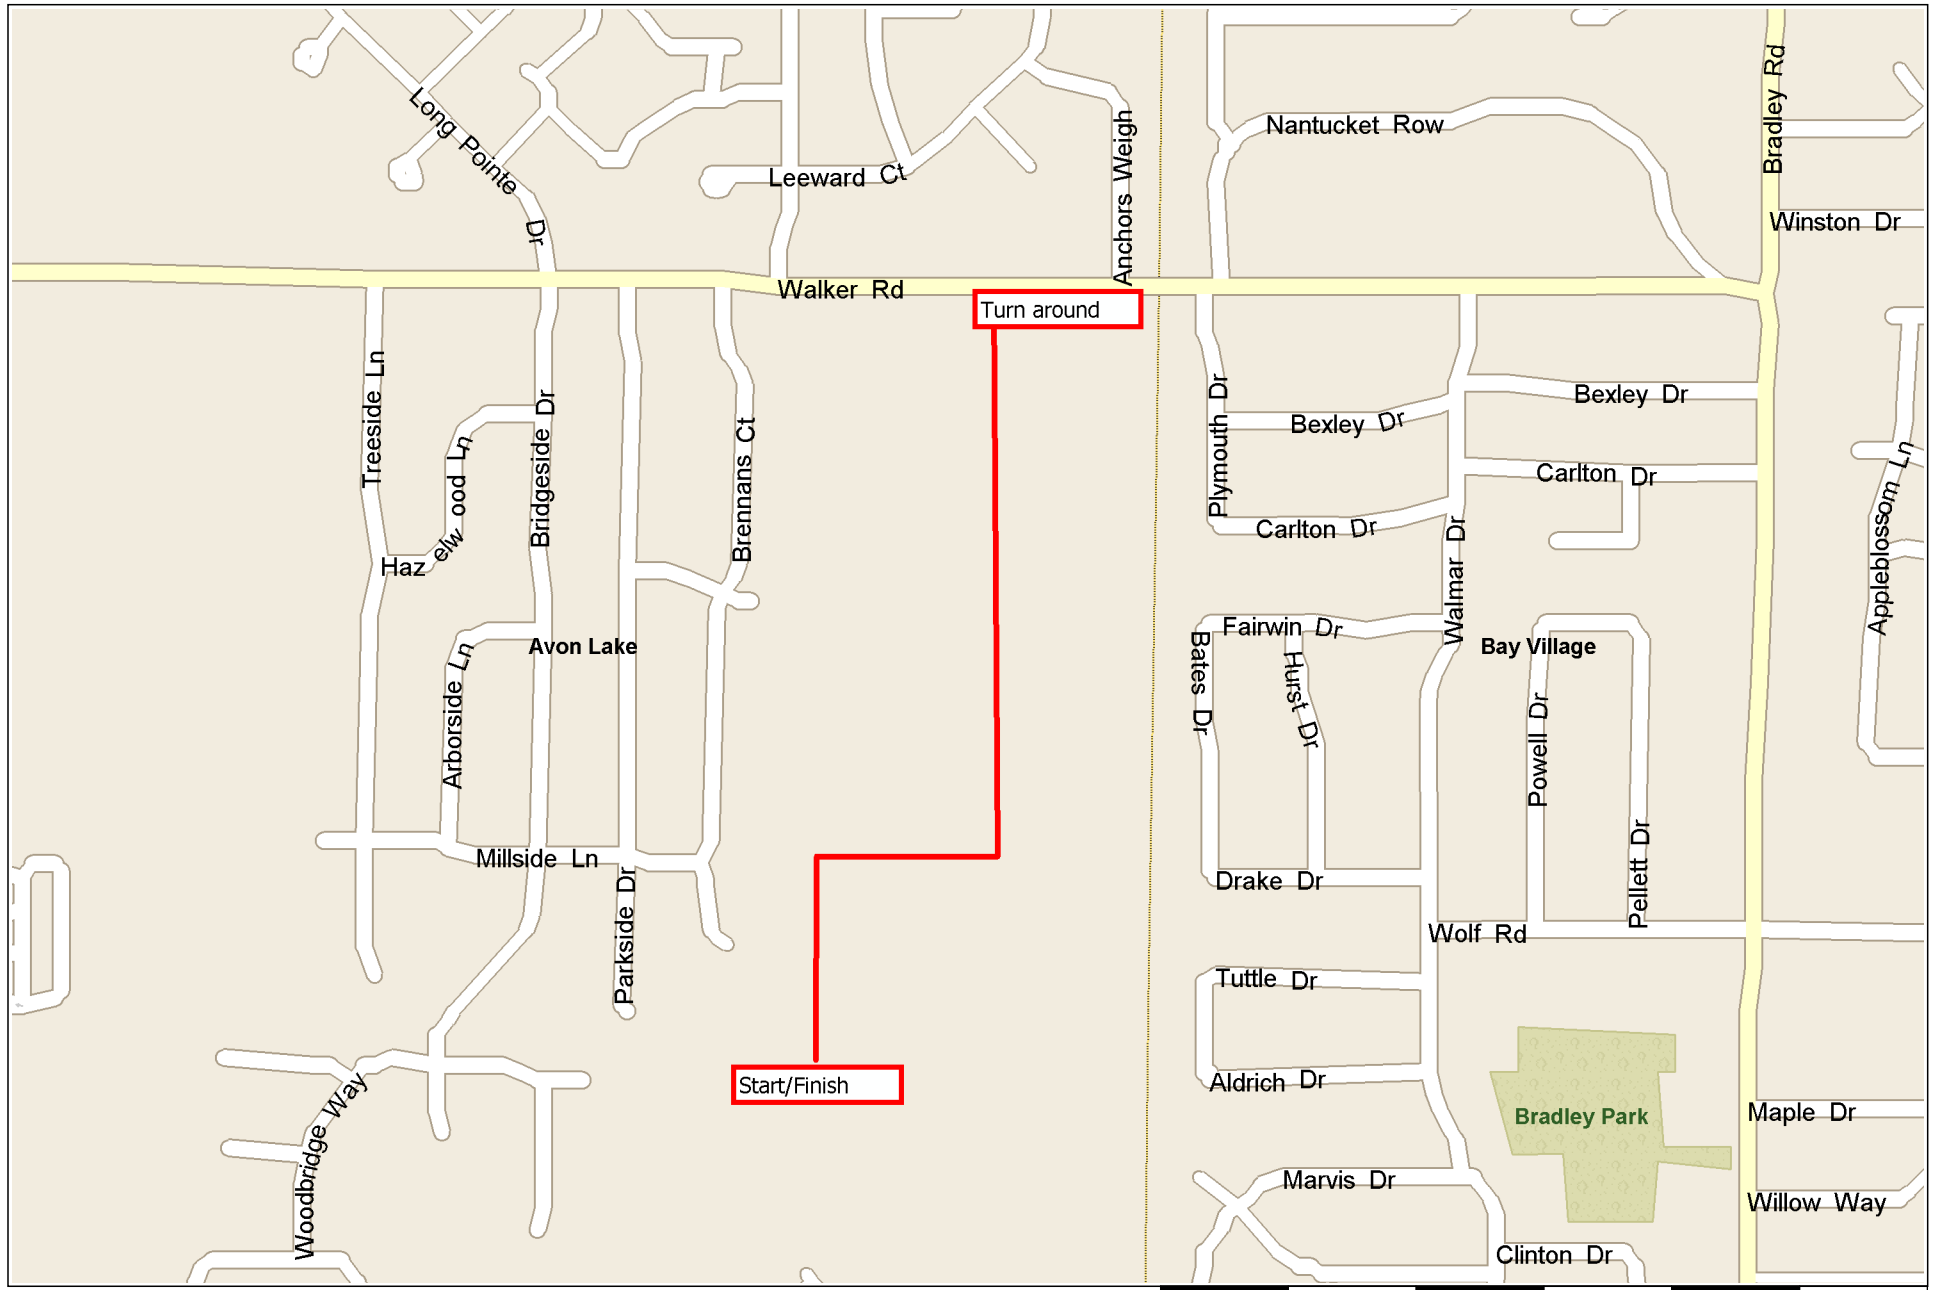 Bradley Rd
Long Pointe Dr
Nantucket Row
Anchors Weigh
Leeward Ct
Winston Dr
Walker Rd
Turn around
Treeside Ln
Bridgeside Dr
Plymouth Dr
Bexley Dr
Bexley Dr
Brennans Ct
Haz elw ood Ln
Carlton Dr
Carlton Dr
Appleblossom Ln
Walmar Dr
Fairwin Dr
Avon Lake
Bay Village
Bates Dr
Hurst Dr
Arborside Ln
Powell Dr
Pellett Dr
Millside Ln
Parkside Dr
Drake Dr
Wolf Rd
Tuttle Dr
Start/Finish
Aldrich Dr
Bradley Park
Maple Dr
Woodbridge Way
Marvis Dr
Willow Way
Clinton Dr